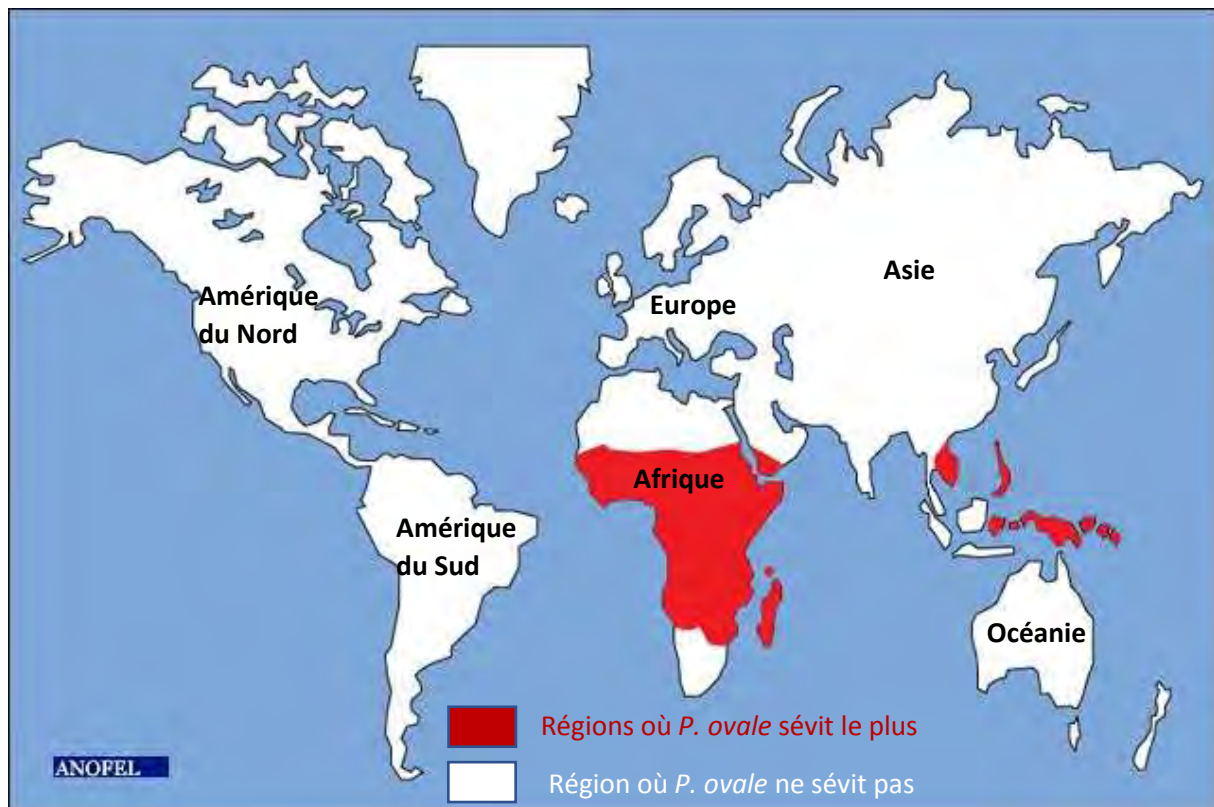 Amérique
du Nord
Europe
Asie
Afrique
Amérique
du Sud
Océanie
Régions où P. ovale sévit le plus
Région où P. ovale ne sévit pas
ANOFEL